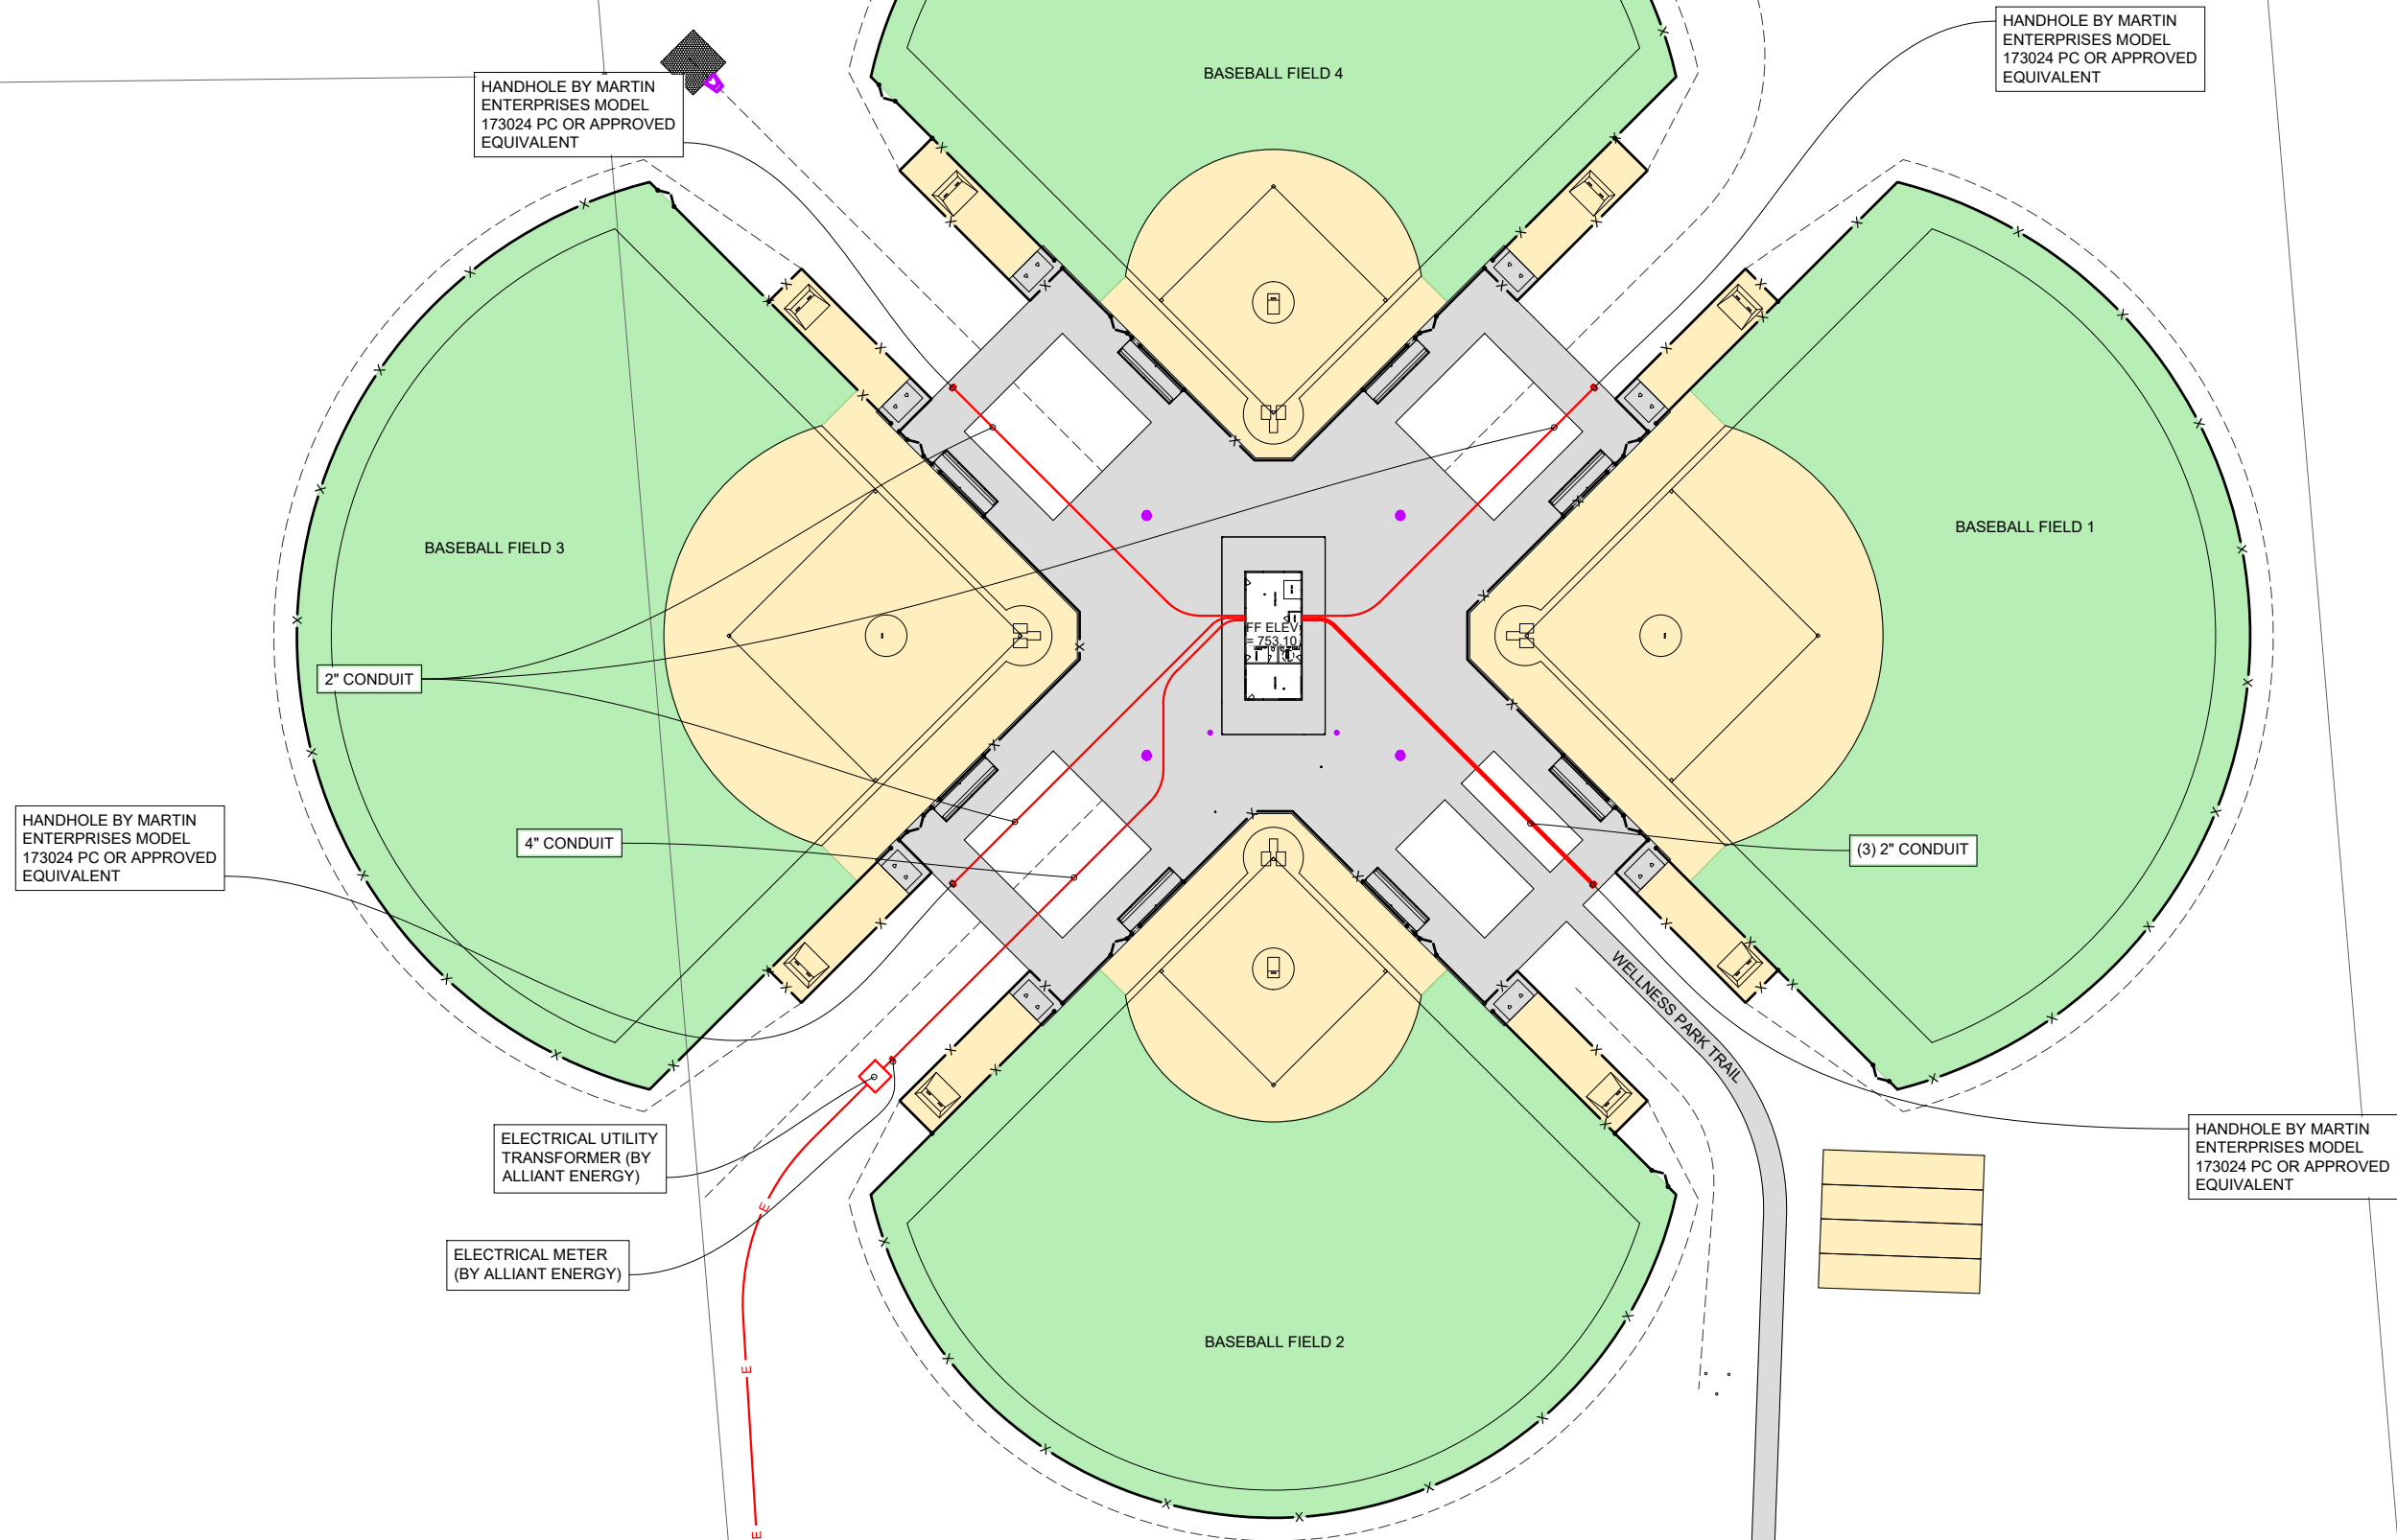 HANDHOLE BY MARTIN
ENTERPRISES MODEL
173024 PC OR APPROVED
EQUIVALENT
BASEBALL FIELD 4
HANDHOLE BY MARTIN
ENTERPRISES MODEL
173024 PC OR APPROVED
EQUIVALENT
BASEBALL FIELD 3
BASEBALL FIELD 1
FF ELEV
= 753.10
2" CONDUIT
HANDHOLE BY MARTIN
ENTERPRISES MODEL
173024 PC OR APPROVED
EQUIVALENT
4" CONDUIT
(3) 2" CONDUIT
WELLNESS PARK TRAIL
ELECTRICAL UTILITY
TRANSFORMER (BY
ALLIANT ENERGY)
HANDHOLE BY MARTIN
ENTERPRISES MODEL
173024 PC OR APPROVED
EQUIVALENT
E
ELECTRICAL METER
(BY ALLIANT ENERGY)
BASEBALL FIELD 2
E
E